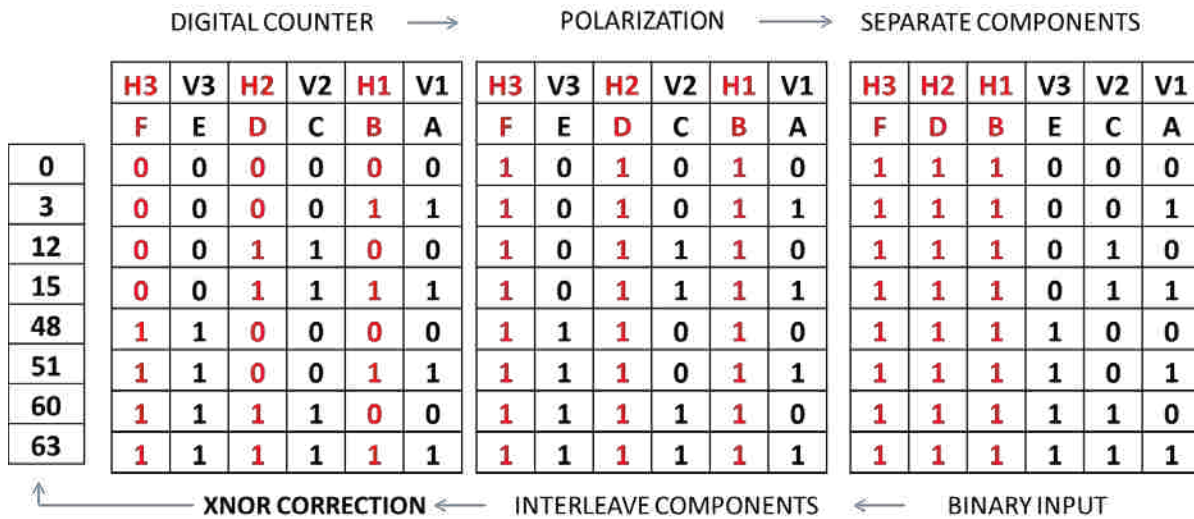 DIGITAL COUNTER → POLARIZATION → SEPARATE COMPONENTS
H3 V3 H2 V2 H1 V1 H3 V3 H2 V2 H1 V1 H3 H2 H1 V3 V2 V1
F E D C B A F E D C B A F D B E C A
0 0 0 0 0 0 0 1 0 1 0 1 0 1 1 1 0 0 0
3 0 0 0 0 1 1 1 0 1 0 1 1 1 1 1 0 0 1
12 0 0 1 1 0 0 1 0 1 1 1 0 1 1 1 0 1 0
15 0 0 1 1 1 1 1 0 1 1 1 1 1 1 1 0 1 1
48 1 1 0 0 0 0 1 1 1 0 1 0 1 1 1 1 0 0
51 1 1 0 0 1 1 1 1 1 0 1 1 1 1 1 1 0 1
60 1 1 1 1 0 0 1 1 1 1 1 0 1 1 1 1 1 0
63 1 1 1 1 1 1 1 1 1 1 1 1 1 1 1 1 1 1
XNOR CORRECTION ← INTERLEAVE COMPONENTS ← BINARY INPUT